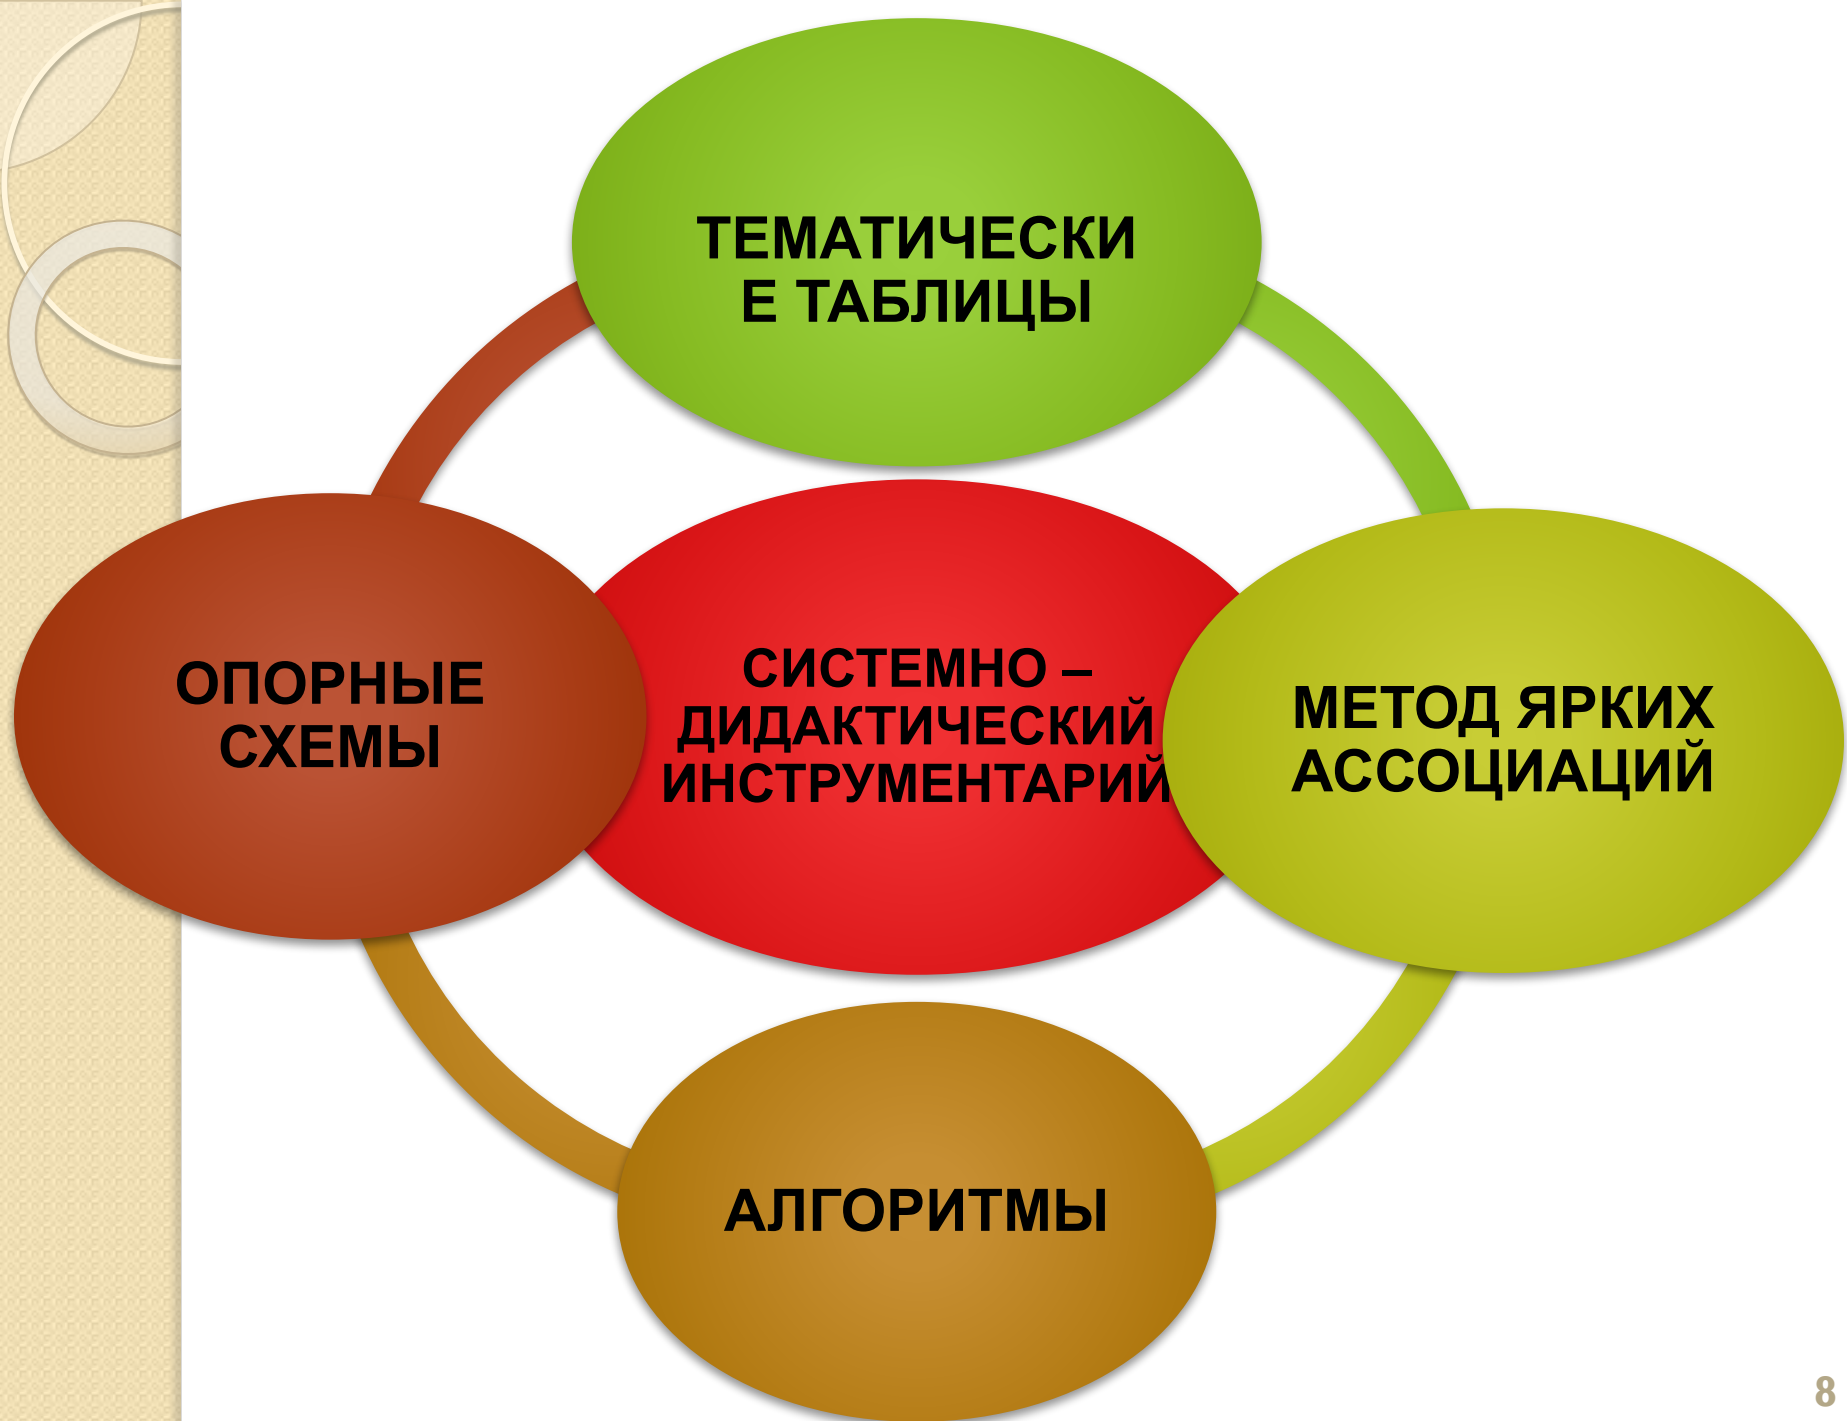 ТЕМАТИЧЕСКИ
Е ТАБЛИЦЫ
ОПОРНЫЕ
СХЕМЫ
СИСТЕМНО –
ДИДАКТИЧЕСКИЙ
ИНСТРУМЕНТАРИЙ
МЕТОД ЯРКИХ
АССОЦИАЦИЙ
АЛГОРИТМЫ
8